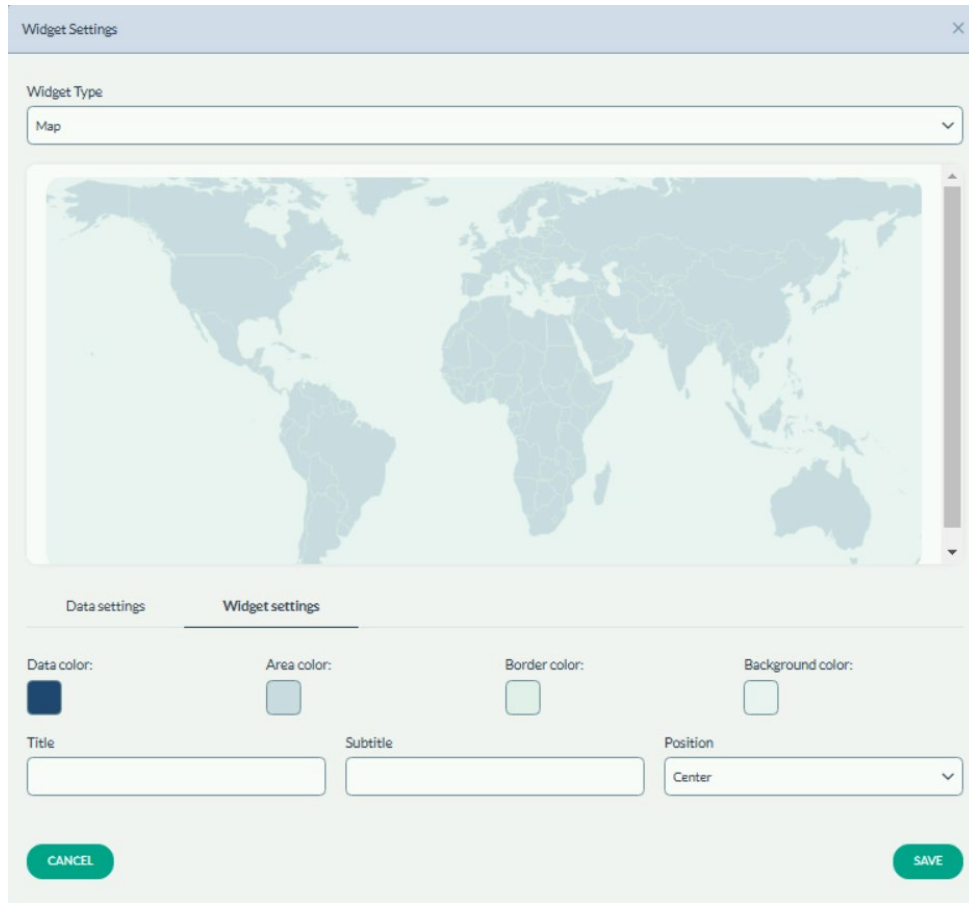 Widget Settings
Widget Type
Map
Data settings Widget settings
Data color: Area color: Border color: Background color:
Title Subtitle Position
Center
CANCEL SAVE